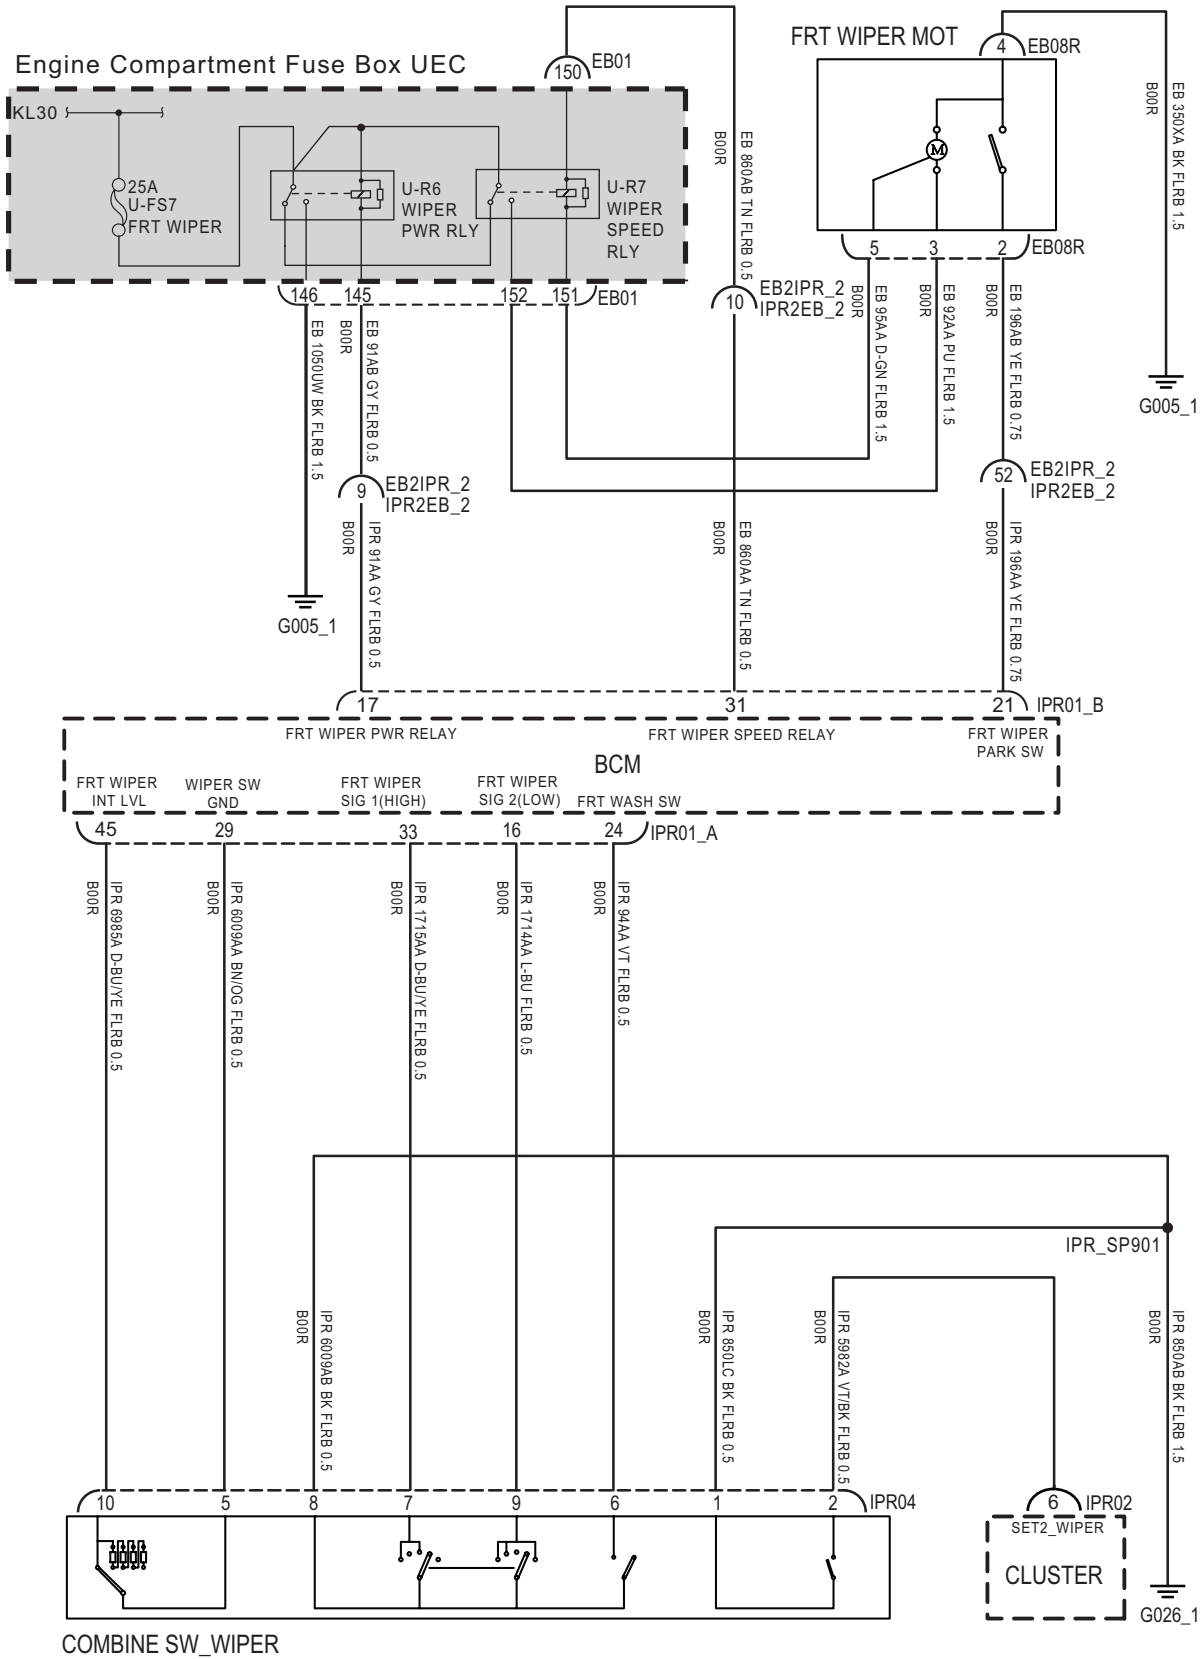 FRT WIPER MOT
4
EB08R
Engine Compartment Fuse Box UEC
150
EB01
KL30
25A
U-FS7
FRT WIPER
U-R6
WIPER
PWR RLY
U-R7
WIPER
SPEED
RLY
M
EB 860AB TN FLRB 0.5
B00R
EB 350XA BK FLRB 1.5
B00R
5
3
2
EB08R
146
145
152
151
EB01
10
EB2IPR_2
IPR2EB_2
EB 1050UW BK FLRB 1.5
EB 91AB GY FLRB 0.5
B00R
EB 95AA D-GN FLRB 1.5
B00R
EB 92AA PU FLRB 1.5
B00R
EB 196AB YE FLRB 0.75
B00R
G005_1
9
EB2IPR_2
IPR2EB_2
52
EB2IPR_2
IPR2EB_2
G005_1
IPR 91AA GY FLRB 0.5
B00R
EB 860AA TN FLRB 0.5
B00R
IPR 196AA YE FLRB 0.75
B00R
17
31
21
IPR01_B
FRT WIPER PWR RELAY
FRT WIPER SPEED RELAY
FRT WIPER
PARK SW
BCM
FRT WIPER
INT LVL
WIPER SW
GND
FRT WIPER
SIG 1(HIGH)
FRT WIPER
SIG 2(LOW)
FRT WASH SW
45
29
33
16
24
IPR01_A
IPR 6985A D-BU/YE FLRB 0.5
B00R
IPR 6009AA BN/OG FLRB 0.5
B00R
IPR 1715AA D-BU/YE FLRB 0.5
B00R
IPR 1714AA L-BU FLRB 0.5
B00R
IPR 94AA VT FLRB 0.5
B00R
IPR_SP901
IPR 6009AB BK FLRB 0.5
B00R
IPR 850LC BK FLRB 0.5
B00R
IPR 5982A VT/BK FLRB 0.5
B00R
IPR 850AB BK FLRB 1.5
B00R
10
5
8
7
9
6
1
2
IPR04
6
IPR02
SET2_WIPER
CLUSTER
G026_1
COMBINE SW_WIPER